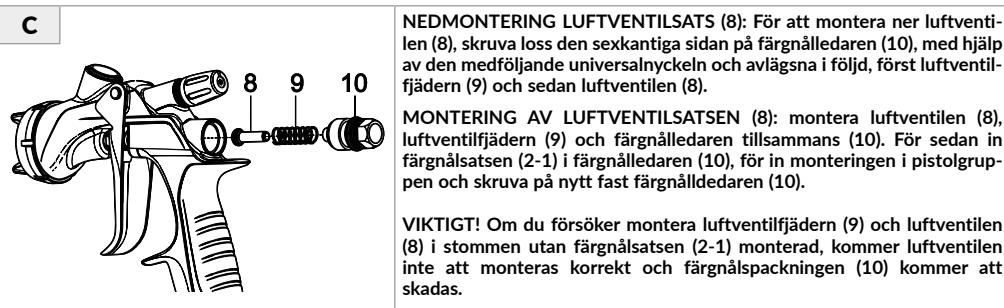 C
8 9 10
NEDMONTERING LUFTVENTILSATS (8): För att montera ner luftventi-
len (8), skruva loss den sexkantiga sidan på färgnålledaren (10), med hjälp
av den medföljande universalnyckeln och avlägsna i följd, först luftventil-
fjädern (9) och sedan luftventilen (8).
MONTERING AV LUFTVENTILSATSEN (8): montera luftventilen (8),
luftventilfjädern (9) och färgnålledaren tillsammans (10). För sedan in
färgnålsatsen (2-1) i färgnålledaren (10), för in monteringen i pistolgrup-
pen och skruva på nytt fast färgnålldedaren (10).
VIKTIGT! Om du försöker montera luftventilfjädern (9) och luftventilen
(8) i stommen utan färgnålsatsen (2-1) monterad, kommer luftventilen
inte att monteras korrekt och färgnålspackningen (10) kommer att
skadas.